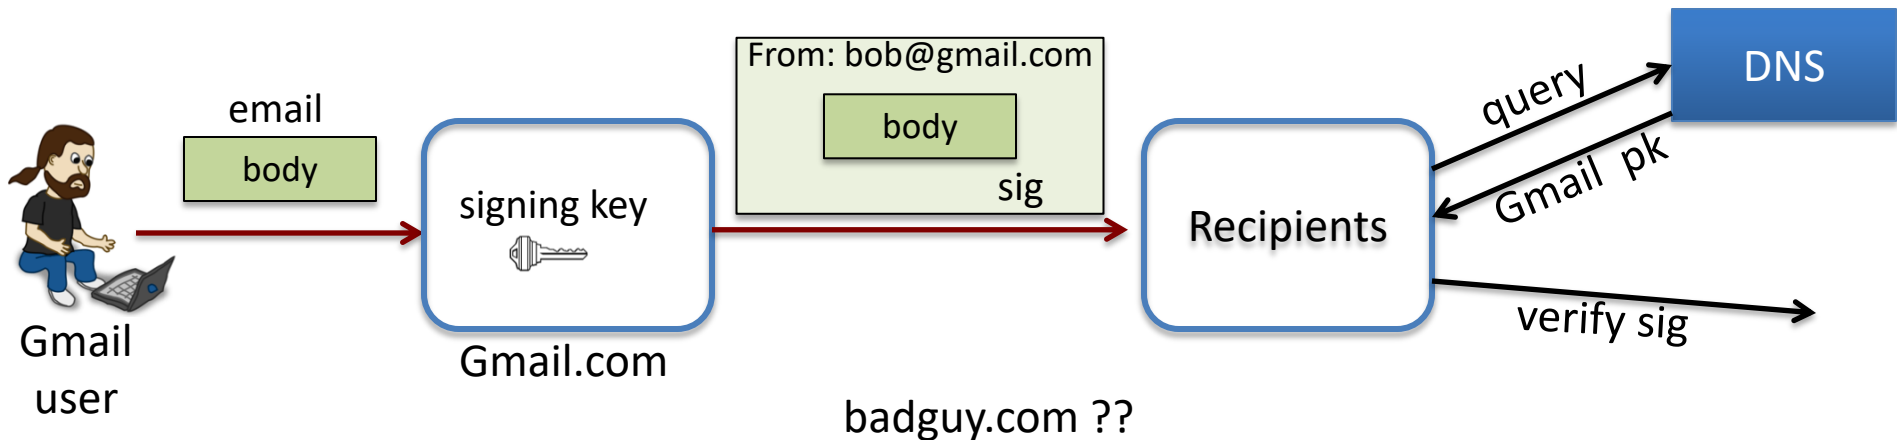 email
body
Gmail
user
signing key
Gmail.com
From: bob@gmail.com
body
sig
badguy.com ??
Recipients
query
Gmail pk
DNS
verify sig